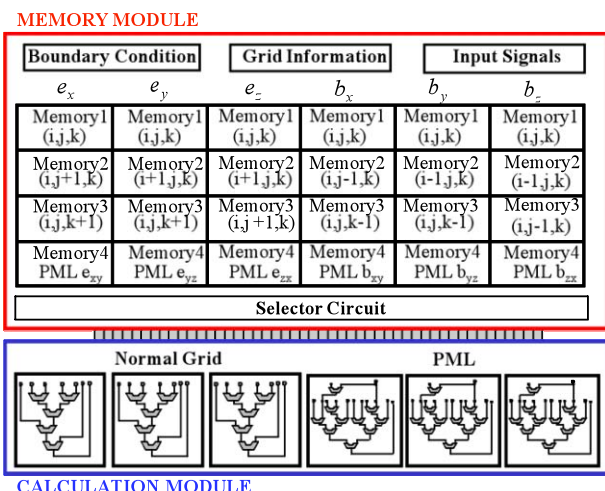 MEMORY MODULE
Boundary Condition Grid Information Input Signals
e_x e_y e_z b_x b_y b_z
Memory1 Memory1 Memory1 Memory1 Memory1 Memory1
(i,j,k) (i,j,k) (i,j,k) (i,j,k) (i,j,k) (i,j,k)
Memory2 Memory2 Memory2 Memory2 Memory2 Memory2
(i,j+1,k) (i+1,j,k) (i+1,j,k) (i,j-1,k) (i-1,j,k) (i-1,j,k)
Memory3 Memory3 Memory3 Memory3 Memory3 Memory3
(i,j,k+1) (i,j,k+1) (i,j +1,k) (i,j,k-1) (i,j,k-1) (i,j-1,k)
Memory4 Memory4 Memory4 Memory4 Memory4 Memory4
PML e_xy PML e_yz PML e_zx PML b_xy PML b_yz PML b_zx
Selector Circuit
Normal Grid PML
CALCULATION MODULE